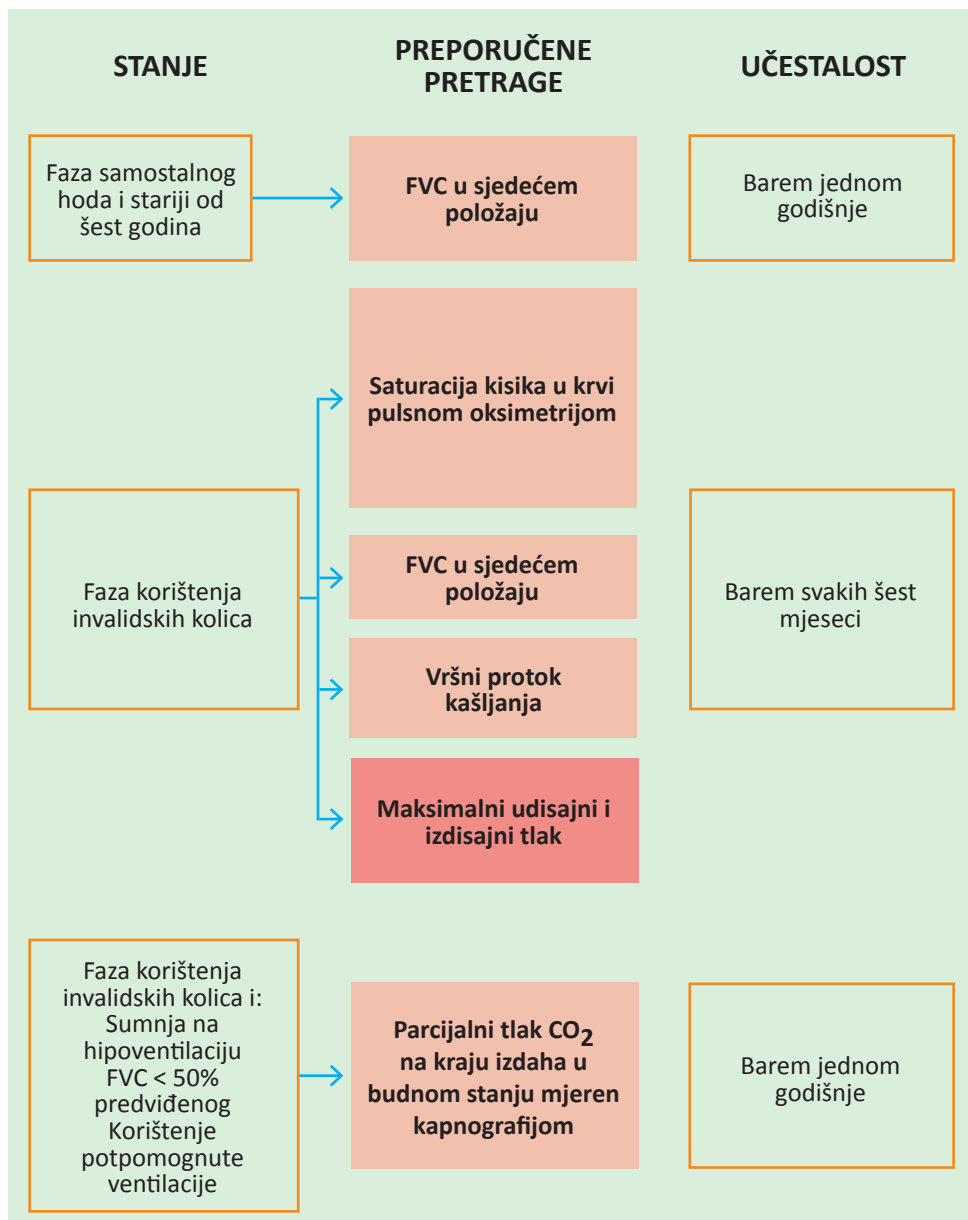 STANJE
PREPORUČENE
PRETRAGE
UČESTALOST
Faza samostalnog
hoda i stariji od
šest godina
FVC u sjedećem
položaju
Barem jednom
godišnje
Faza korištenja
invalidskih kolica
Saturacija kisika u krvi
pulsnom oksimetrijom
FVC u sjedećem
položaju
Vršni protok
kašljanja
Maksimalni udisajni i
izdisajni tlak
Barem svakih šest
mjeseci
Faza korištenja
invalidskih kolica i:
Sumnja na
hipoventilaciju
FVC < 50%
predviđenog
Korištenje
potpomognute
ventilacije
Parcijalni tlak CO₂
na kraju izdaha u
budnom stanju mjeren
kapnografijom
Barem jednom
godišnje